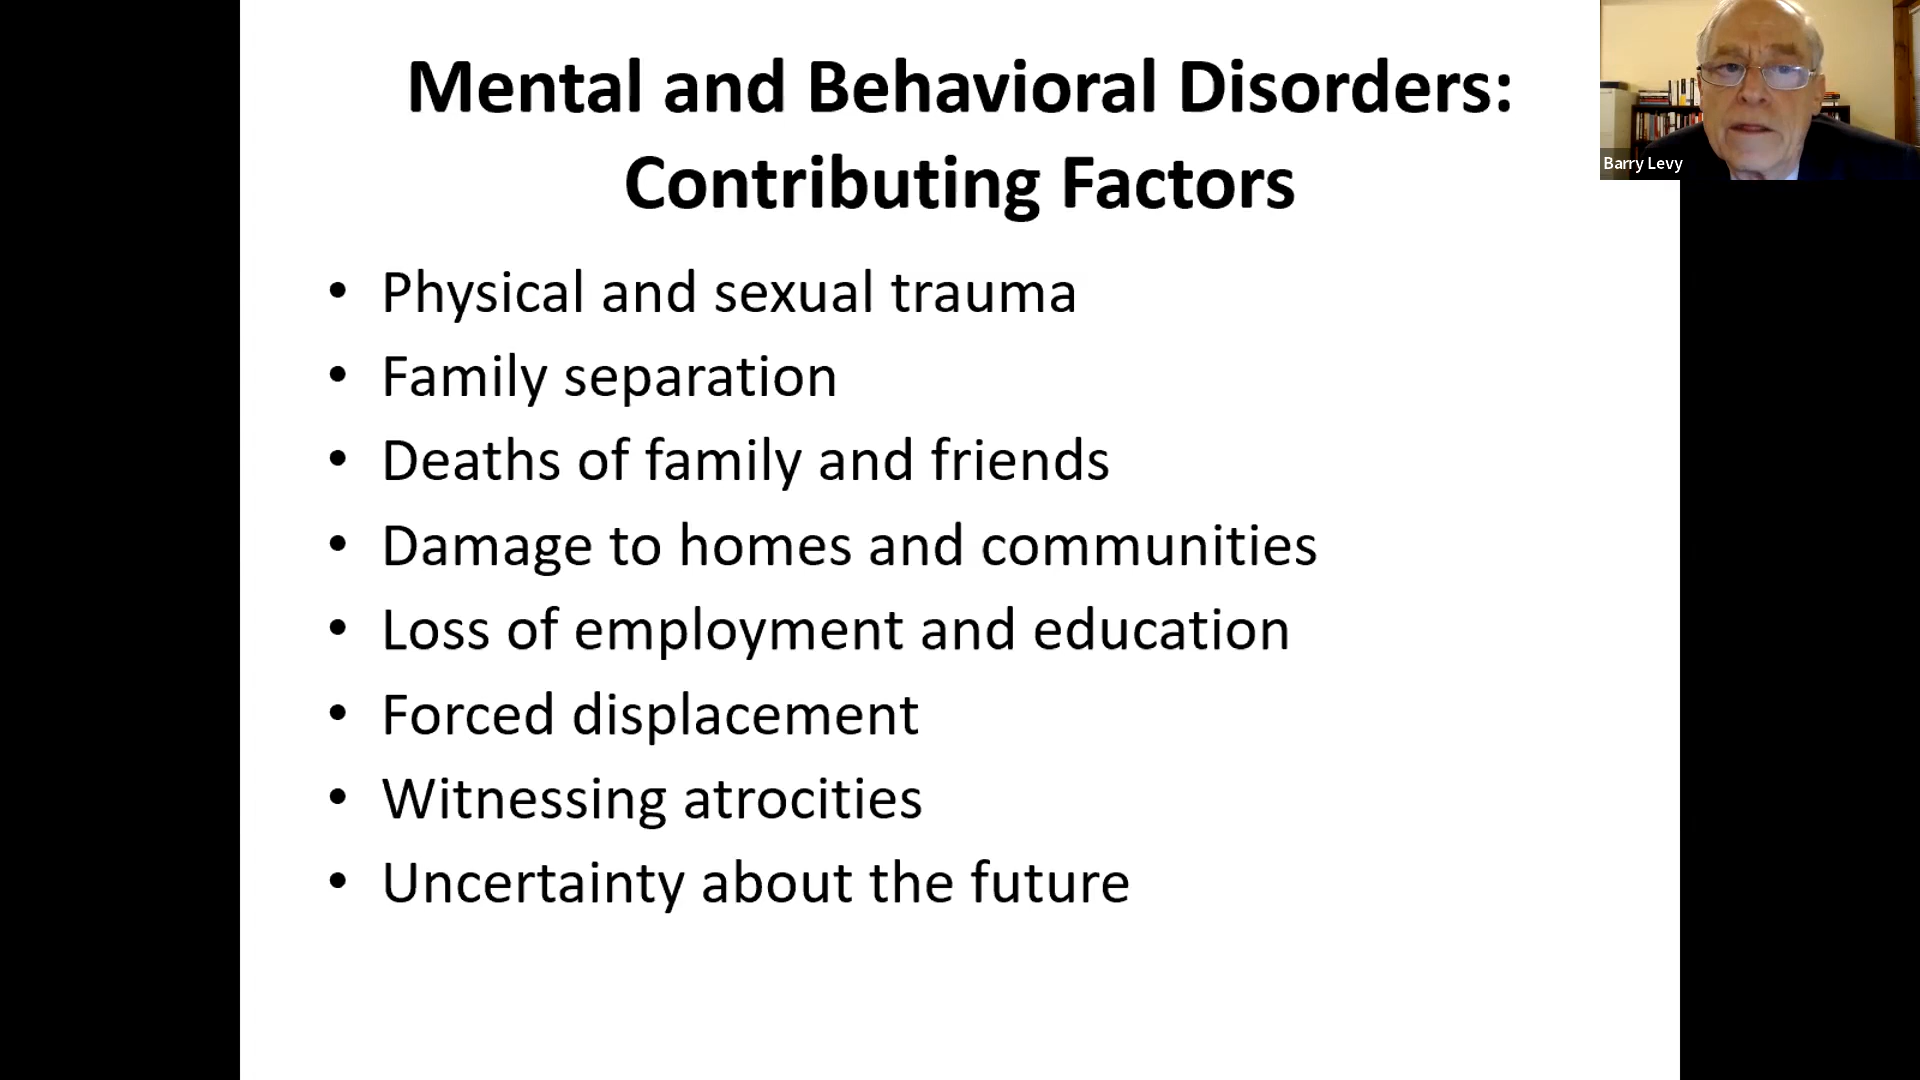 Mental and Behavioral Disorders:
Contributing Factors
• Physical and sexual trauma
• Family separation
• Deaths of family and friends
• Damage to homes and communities
• Loss of employment and education
• Forced displacement
• Witnessing atrocities
• Uncertainty about the future
Barry Levy